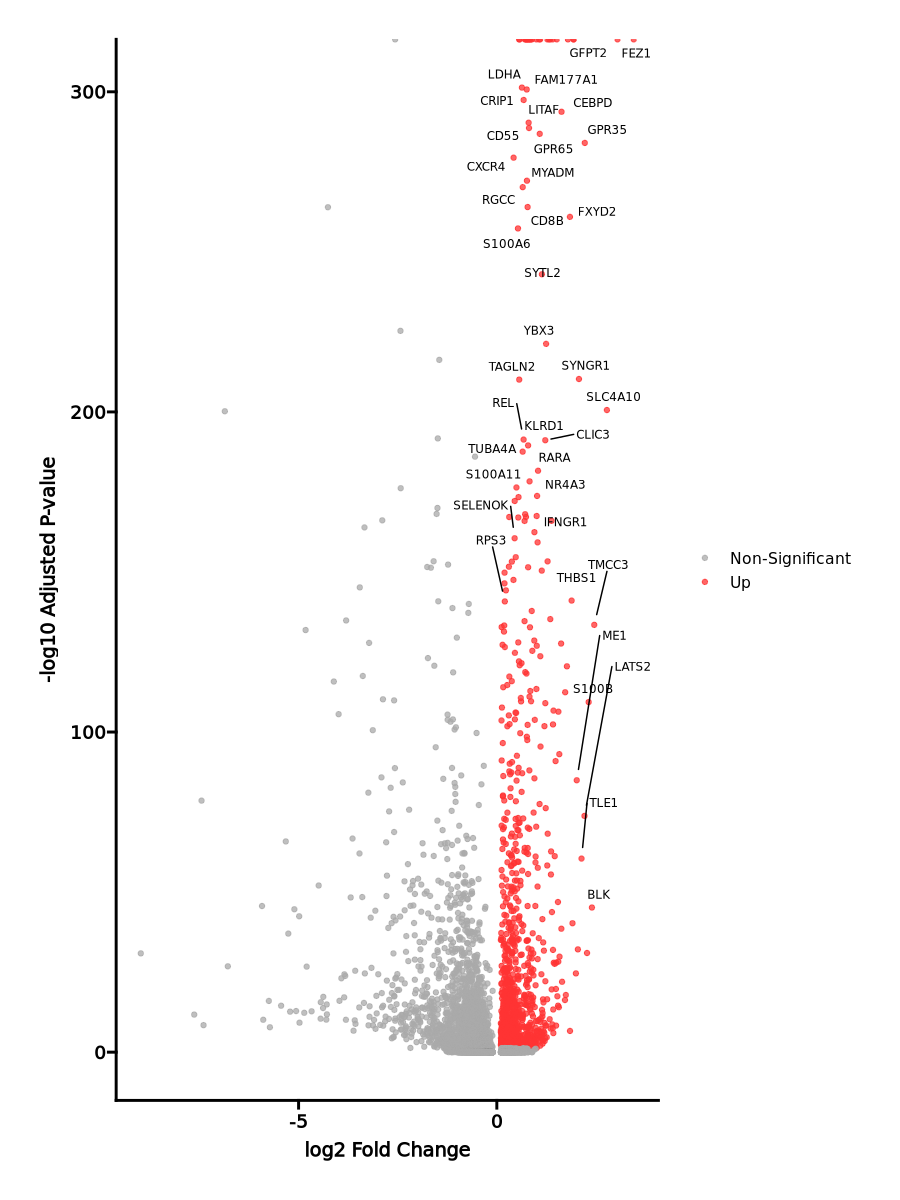 GFPT2 FEZ1
LDHA FAM177A1
CRIP1 LITAF CEBPD
CD55 GPR35
GPR65
CXCR4 MYADM
RGCC FXYD2
CD8B
S100A6
SYTL2
YBX3
TAGLN2 SYNGR1
REL SLC4A10
KLRD1 CLIC3
TUBA4A RARA
S100A11 NR4A3
SELENOK IFNGR1
RPS3
THBS1 TMCC3
ME1
LATS2
S100B
TLE1
BLK
300
200
100
0
-5 0
log2 Fold Change
-log10 Adjusted P-value
Non-Significant
Up